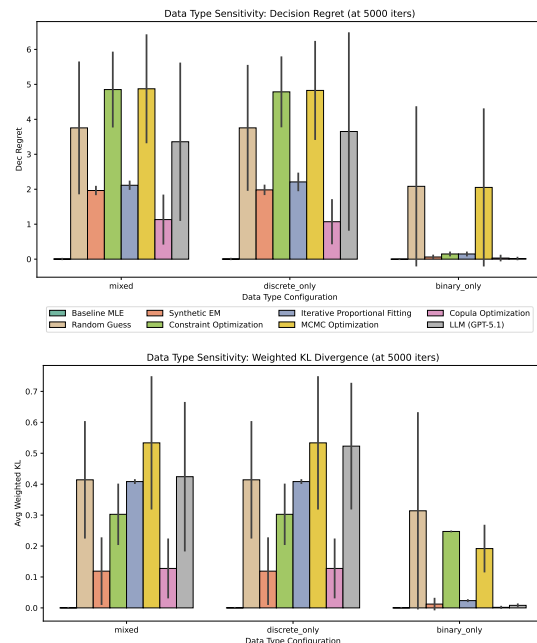 Data Type Sensitivity: Decision Regret (at 5000 iters)
6
5
4
3
2
1
0
Dec Regret
mixed
discrete_only
binary_only
Data Type Configuration
Baseline MLE
Random Guess
Synthetic EM
Constraint Optimization
Iterative Proportional Fitting
MCMC Optimization
Copula Optimization
LLM (GPT-5.1)
Data Type Sensitivity: Weighted KL Divergence (at 5000 iters)
0.7
0.6
0.5
0.4
0.3
0.2
0.1
0.0
Avg Weighted KL
mixed
discrete_only
binary_only
Data Type Configuration